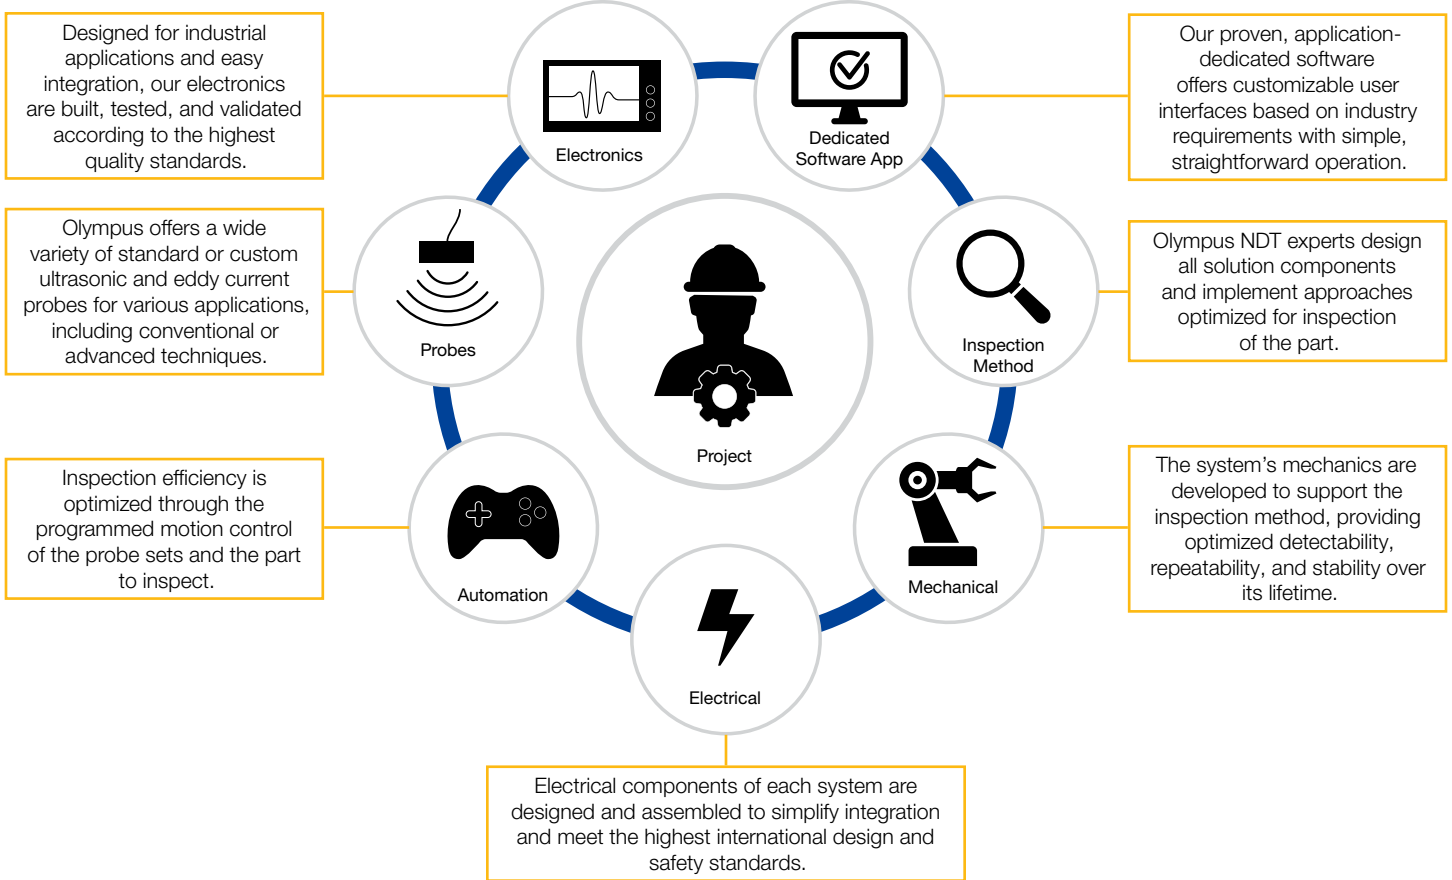 Designed for industrial
applications and easy
integration, our electronics
are built, tested, and validated
according to the highest
quality standards.
Electronics
Dedicated
Software App
Our proven, application-
dedicated software
offers customizable user
interfaces based on industry
requirements with simple,
straightforward operation.
Olympus offers a wide
variety of standard or custom
ultrasonic and eddy current
probes for various applications,
including conventional or
advanced techniques.
Probes
Project
Inspection
Method
Olympus NDT experts design
all solution components
and implement approaches
optimized for inspection
of the part.
Inspection efficiency is
optimized through the
programmed motion control
of the probe sets and the part
to inspect.
Automation
Mechanical
The system’s mechanics are
developed to support the
inspection method, providing
optimized detectability,
repeatability, and stability over
its lifetime.
Electrical
Electrical components of each system are
designed and assembled to simplify integration
and meet the highest international design and
safety standards.